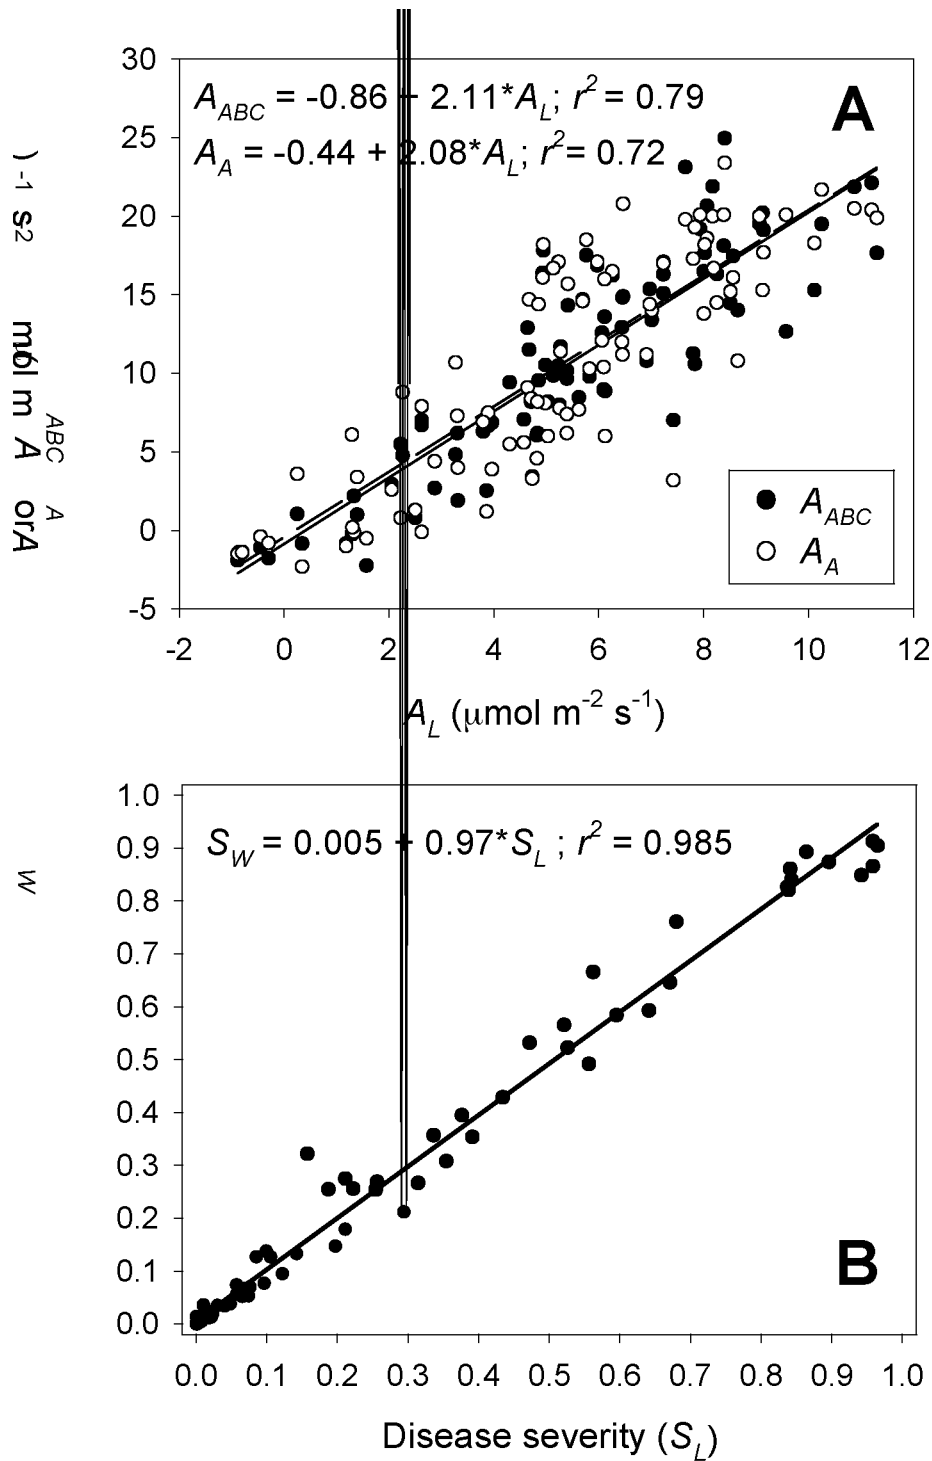 30
25
20
15
10
5
0
-5
A_ABC = -0.86 + 2.11*A_L; r² = 0.79
A_A = -0.44 + 2.08*A_L; r² = 0.72
A
A_ABC
A_A
-2 0 2 4 6 8 10 12
A_L (μmol m⁻² s⁻¹)
1.0
0.9
0.8
0.7
0.6
0.5
0.4
0.3
0.2
0.1
0.0
W
S_W = 0.005 + 0.97*S_L ; r² = 0.985
B
0.0 0.1 0.2 0.3 0.4 0.5 0.6 0.7 0.8 0.9 1.0
Disease severity (S_L)